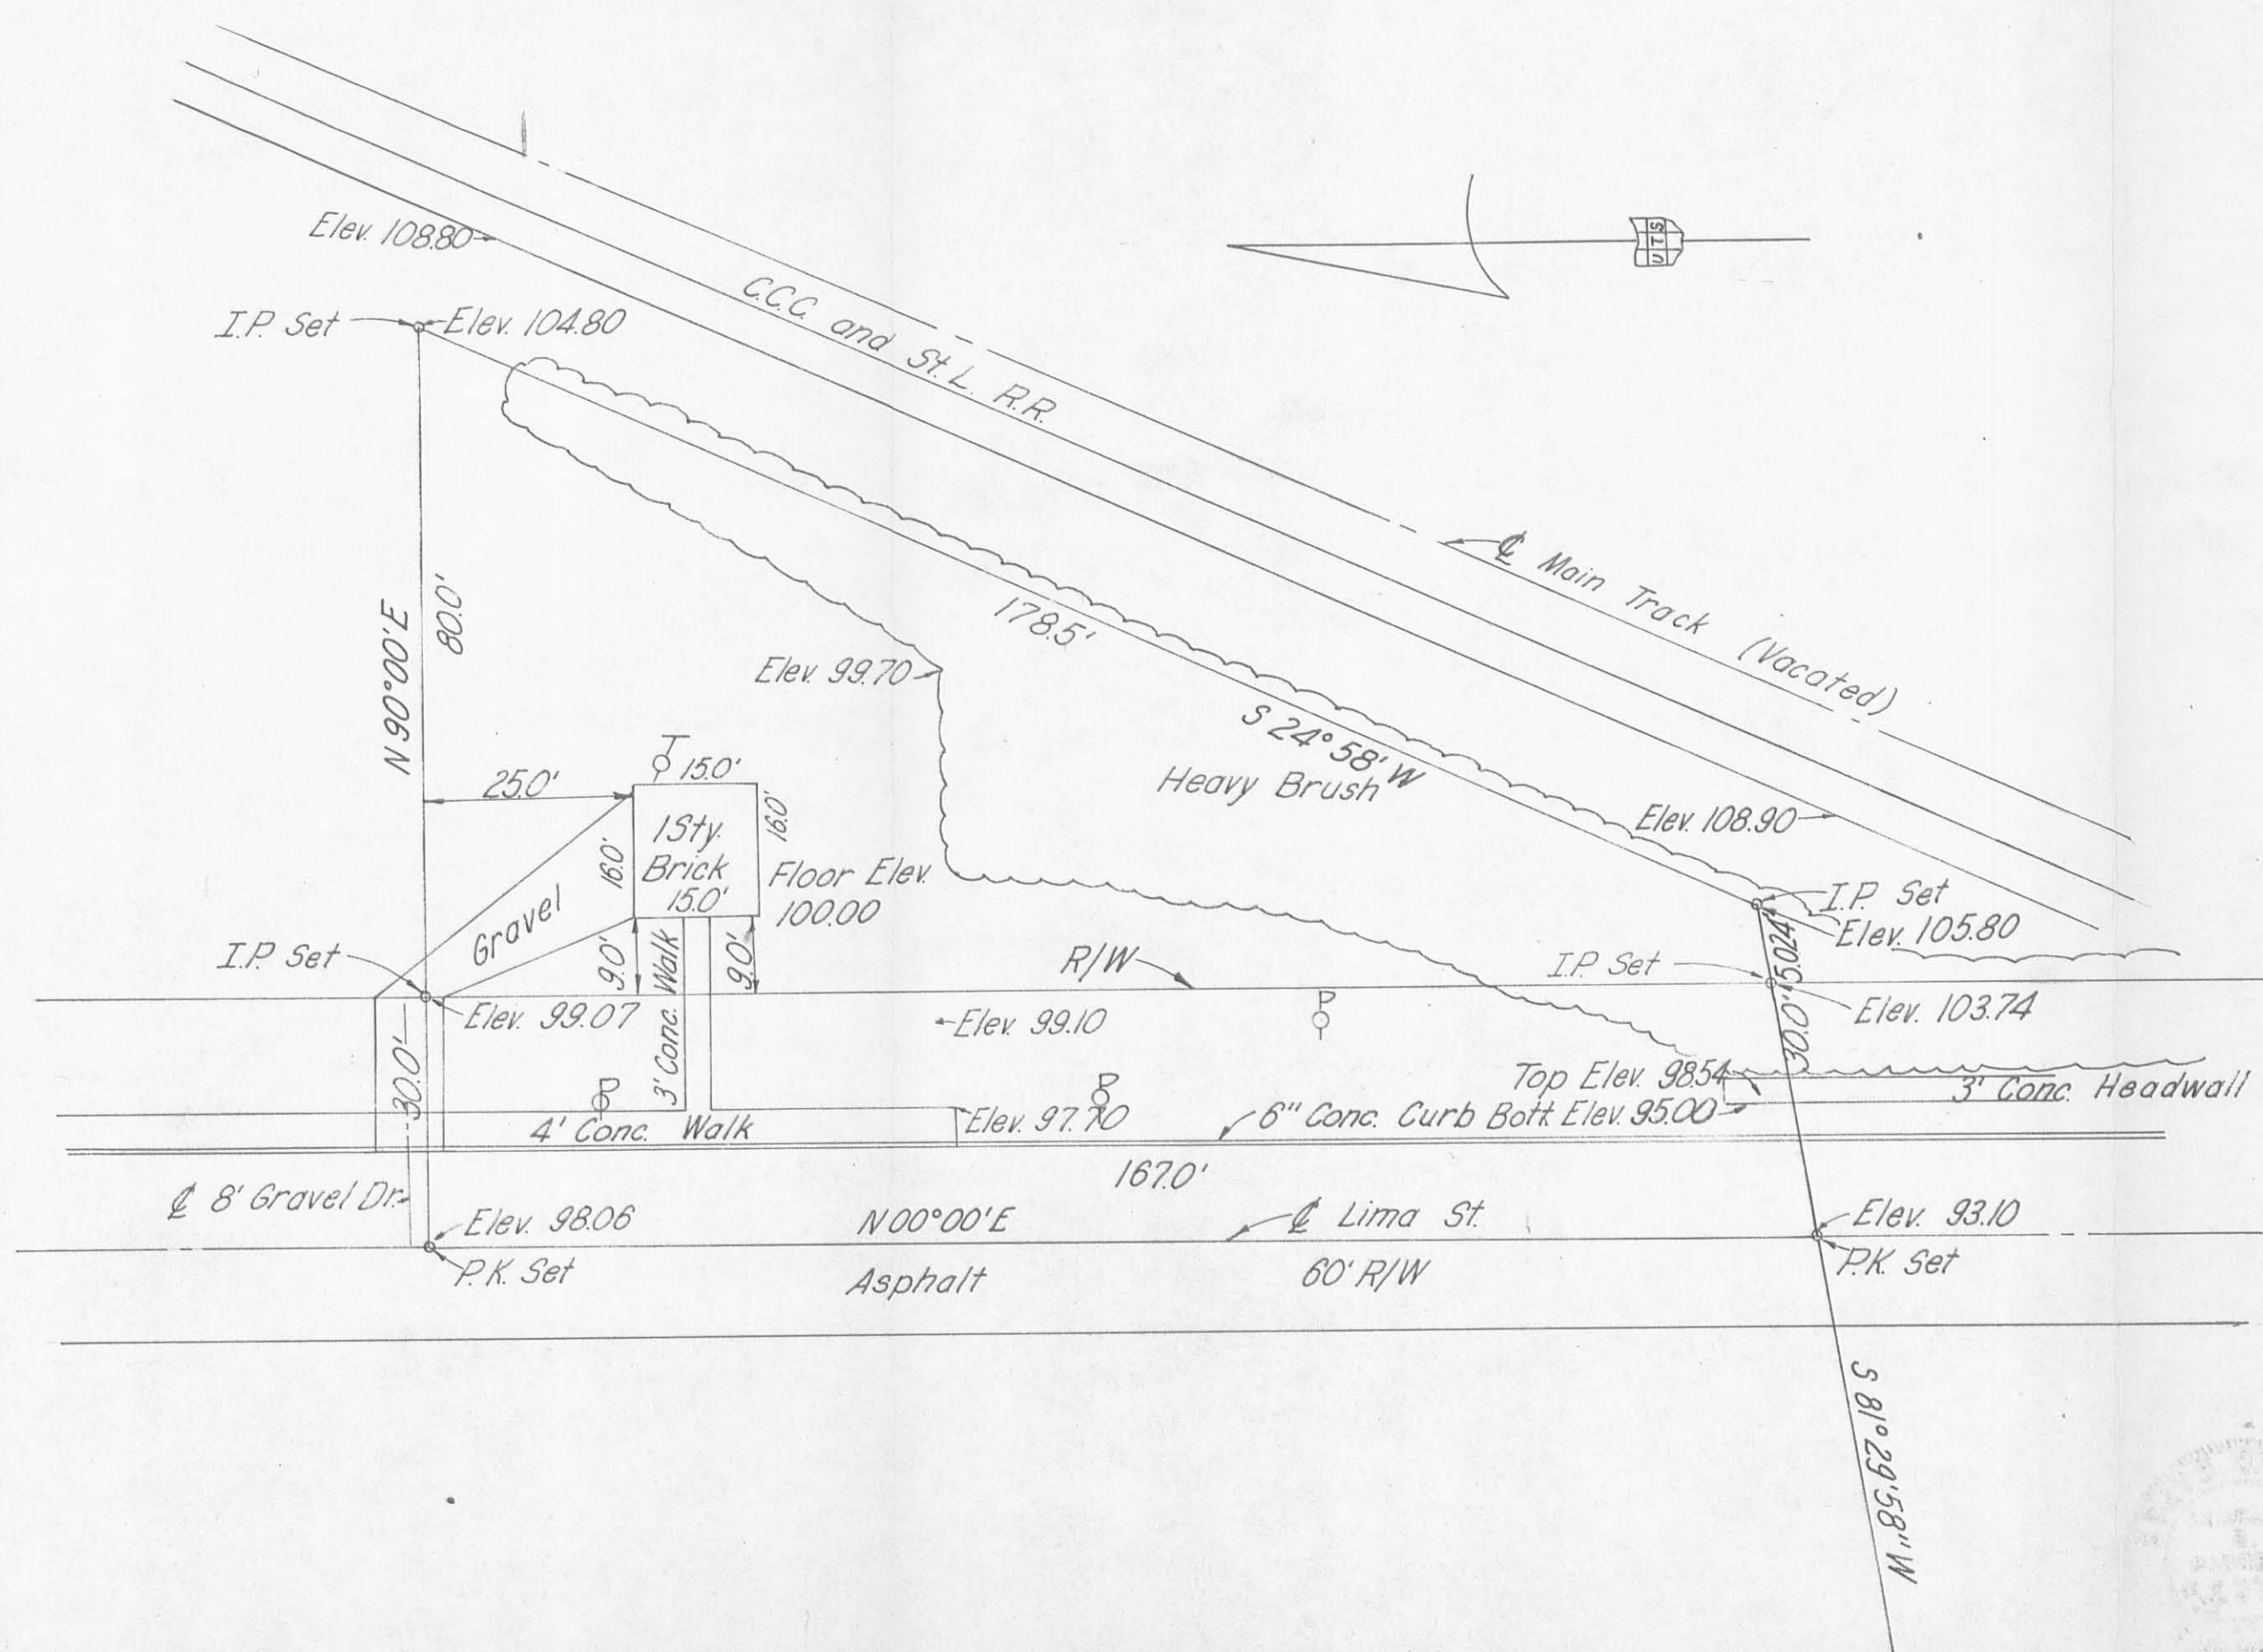 Elev. 108.80
I.P. Set
Elev. 104.80
U T S
C.C.C. and St. L. R.R.
℄ Main Track (Vacated)
N 90°00' E
80.0'
178.5'
S 24° 58' W
Heavy Brush
Elev. 99.70
Elev. 108.90
25.0'
T
15.0'
16.0'
1 Sty.
Brick
15.0'
16.0'
Floor Elev.
100.00
Gravel
I.P. Set
Elev. 105.80
15.024'
I.P. Set
9.0'
3' Conc. Walk
9.0'
R/W
I.P. Set
Elev. 99.07
Elev. 99.10
P
Elev. 103.74
30.0'
30.0'
P
4' Conc. Walk
Elev. 97.70
P
6" Conc. Curb
Top Elev. 98.54
Bott. Elev. 95.00
3' Conc. Headwall
167.0'
℄ 8' Gravel Dr.
Elev. 98.06
P.K. Set
N 00°00' E
℄ Lima St.
Asphalt
60' R/W
Elev. 93.10
P.K. Set
S 81° 29' 58" W